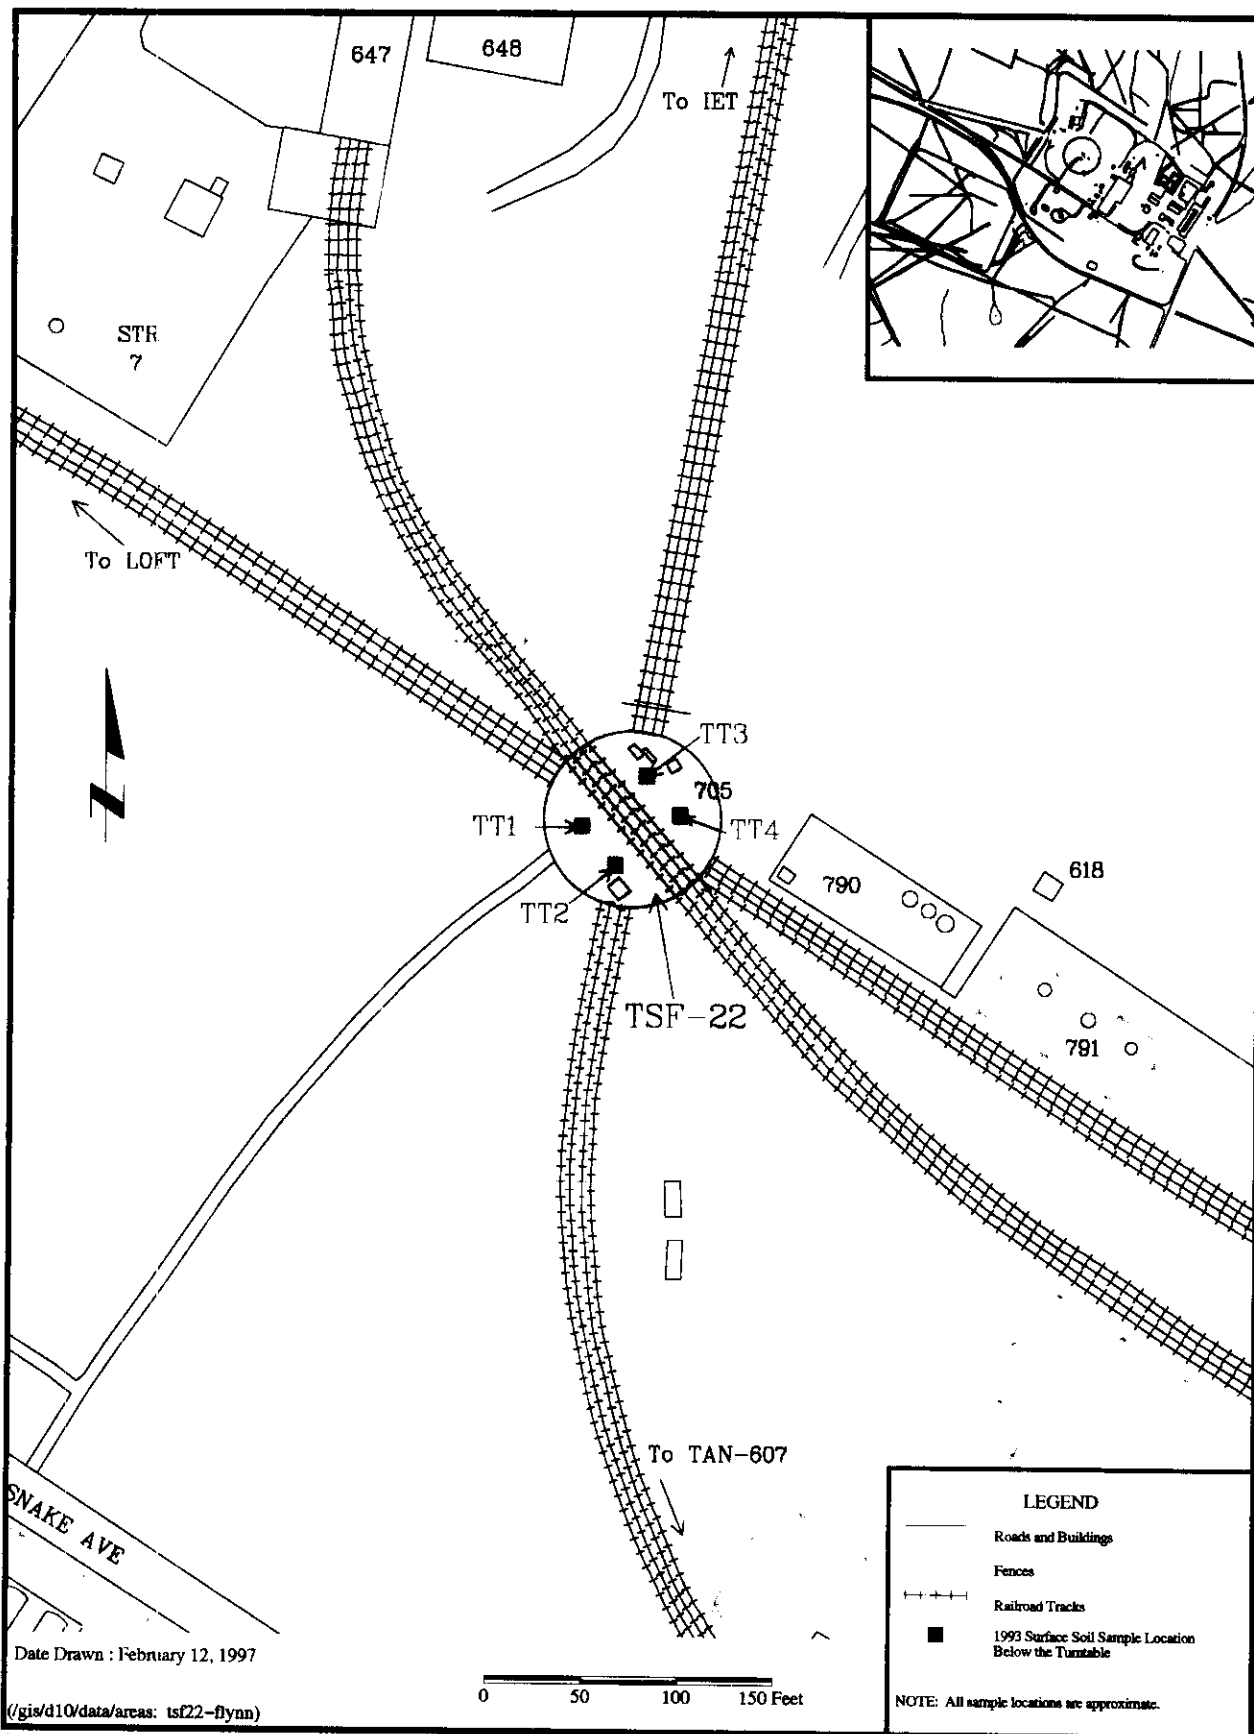 647
648
To IET
STR
7
To LOFT
TT3
705
TT1
TT4
790
618
TT2
TSF-22
791
To TAN-607
SNAKE AVE
LEGEND
Roads and Buildings
Fences
Railroad Tracks
1993 Surface Soil Sample Location
Below the Turntable
NOTE: All sample locations are approximate.
Date Drawn : February 12, 1997
0 50 100 150 Feet
(/gis/d10/data/areas: tsf22-flynn)
N